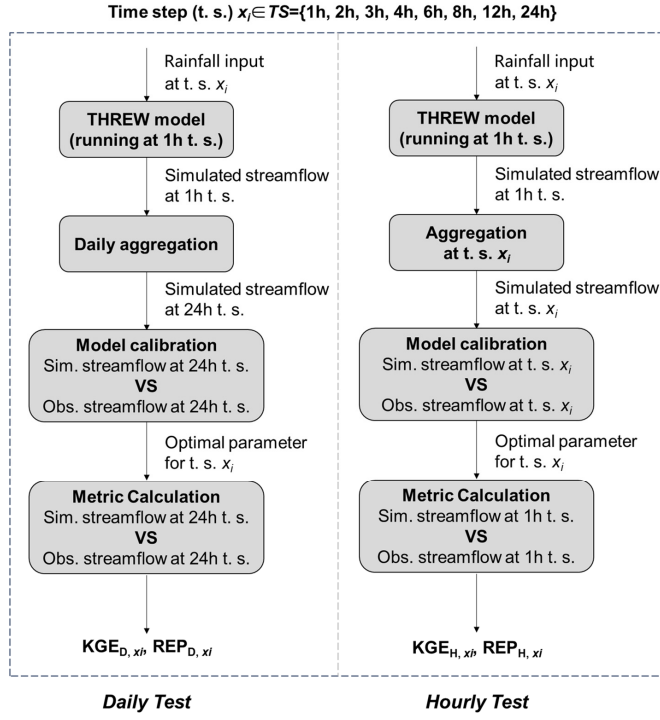 Time step (t. s.) xi∈TS={1h, 2h, 3h, 4h, 6h, 8h, 12h, 24h}
Rainfall input
at t. s. xi
THREW model
(running at 1h t. s.)
Simulated streamflow
at 1h t. s.
Daily aggregation
Simulated streamflow
at 24h t. s.
Model calibration
Sim. streamflow at 24h t. s.
VS
Obs. streamflow at 24h t. s.
Optimal parameter
for t. s. xi
Metric Calculation
Sim. streamflow at 24h t. s.
VS
Obs. streamflow at 24h t. s.
KGED, xi, REPD, xi
Daily Test
Rainfall input
at t. s. xi
THREW model
(running at 1h t. s.)
Simulated streamflow
at 1h t. s.
Aggregation
at t. s. xi
Simulated streamflow
at t. s. xi
Model calibration
Sim. streamflow at t. s. xi
VS
Obs. streamflow at t. s. xi
Optimal parameter
for t. s. xi
Metric Calculation
Sim. streamflow at 1h t. s.
VS
Obs. streamflow at 1h t. s.
KGEH, xi, REPH, xi
Hourly Test